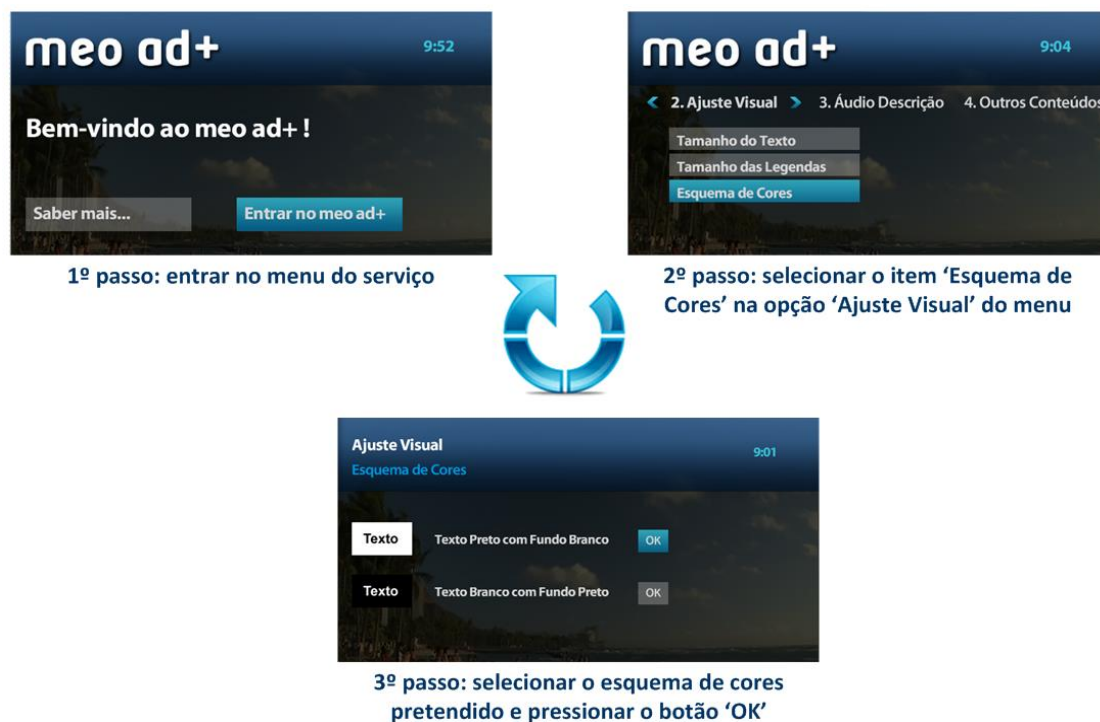 meo ad+
9:52
Bem-vindo ao meo ad+ !
Saber mais...
Entrar no meo ad+
1º passo: entrar no menu do serviço
meo ad+
9:04
2. Ajuste Visual 3. Áudio Descrição 4. Outros Conteúdos
Tamanho do Texto
Tamanho das Legendas
Esquema de Cores
2º passo: selecionar o item ‘Esquema de
Cores’ na opção ‘Ajuste Visual’ do menu
Ajuste Visual
9:01
Esquema de Cores
Texto Texto Preto com Fundo Branco OK
Texto Texto Branco com Fundo Preto OK
3º passo: selecionar o esquema de cores
pretendido e pressionar o botão ‘OK’